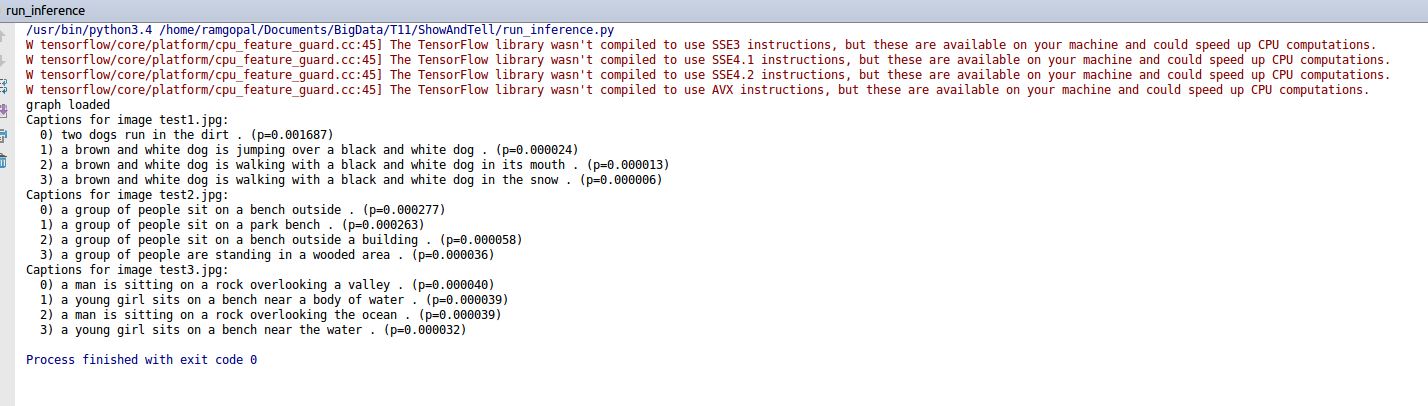 run_inference
/usr/bin/python3.4 /home/ramgopal/Documents/BigData/T11/ShowAndTell/run_inference.py
W tensorflow/core/platform/cpu_feature_guard.cc:45] The TensorFlow library wasn't compiled to use SSE3 instructions, but these are available on your machine and could speed up CPU computations.
W tensorflow/core/platform/cpu_feature_guard.cc:45] The TensorFlow library wasn't compiled to use SSE4.1 instructions, but these are available on your machine and could speed up CPU computations.
W tensorflow/core/platform/cpu_feature_guard.cc:45] The TensorFlow library wasn't compiled to use SSE4.2 instructions, but these are available on your machine and could speed up CPU computations.
W tensorflow/core/platform/cpu_feature_guard.cc:45] The TensorFlow library wasn't compiled to use AVX instructions, but these are available on your machine and could speed up CPU computations.
graph loaded
Captions for image test1.jpg:
  0) two dogs run in the dirt . (p=0.001687)
  1) a brown and white dog is jumping over a black and white dog . (p=0.000024)
  2) a brown and white dog is walking with a black and white dog in its mouth . (p=0.000013)
  3) a brown and white dog is walking with a black and white dog in the snow . (p=0.000006)
Captions for image test2.jpg:
  0) a group of people sit on a bench outside . (p=0.000277)
  1) a group of people sit on a park bench . (p=0.000263)
  2) a group of people sit on a bench outside a building . (p=0.000058)
  3) a group of people are standing in a wooded area . (p=0.000036)
Captions for image test3.jpg:
  0) a man is sitting on a rock overlooking a valley . (p=0.000040)
  1) a young girl sits on a bench near a body of water . (p=0.000039)
  2) a man is sitting on a rock overlooking the ocean . (p=0.000039)
  3) a young girl sits on a bench near the water . (p=0.000032)
Process finished with exit code 0